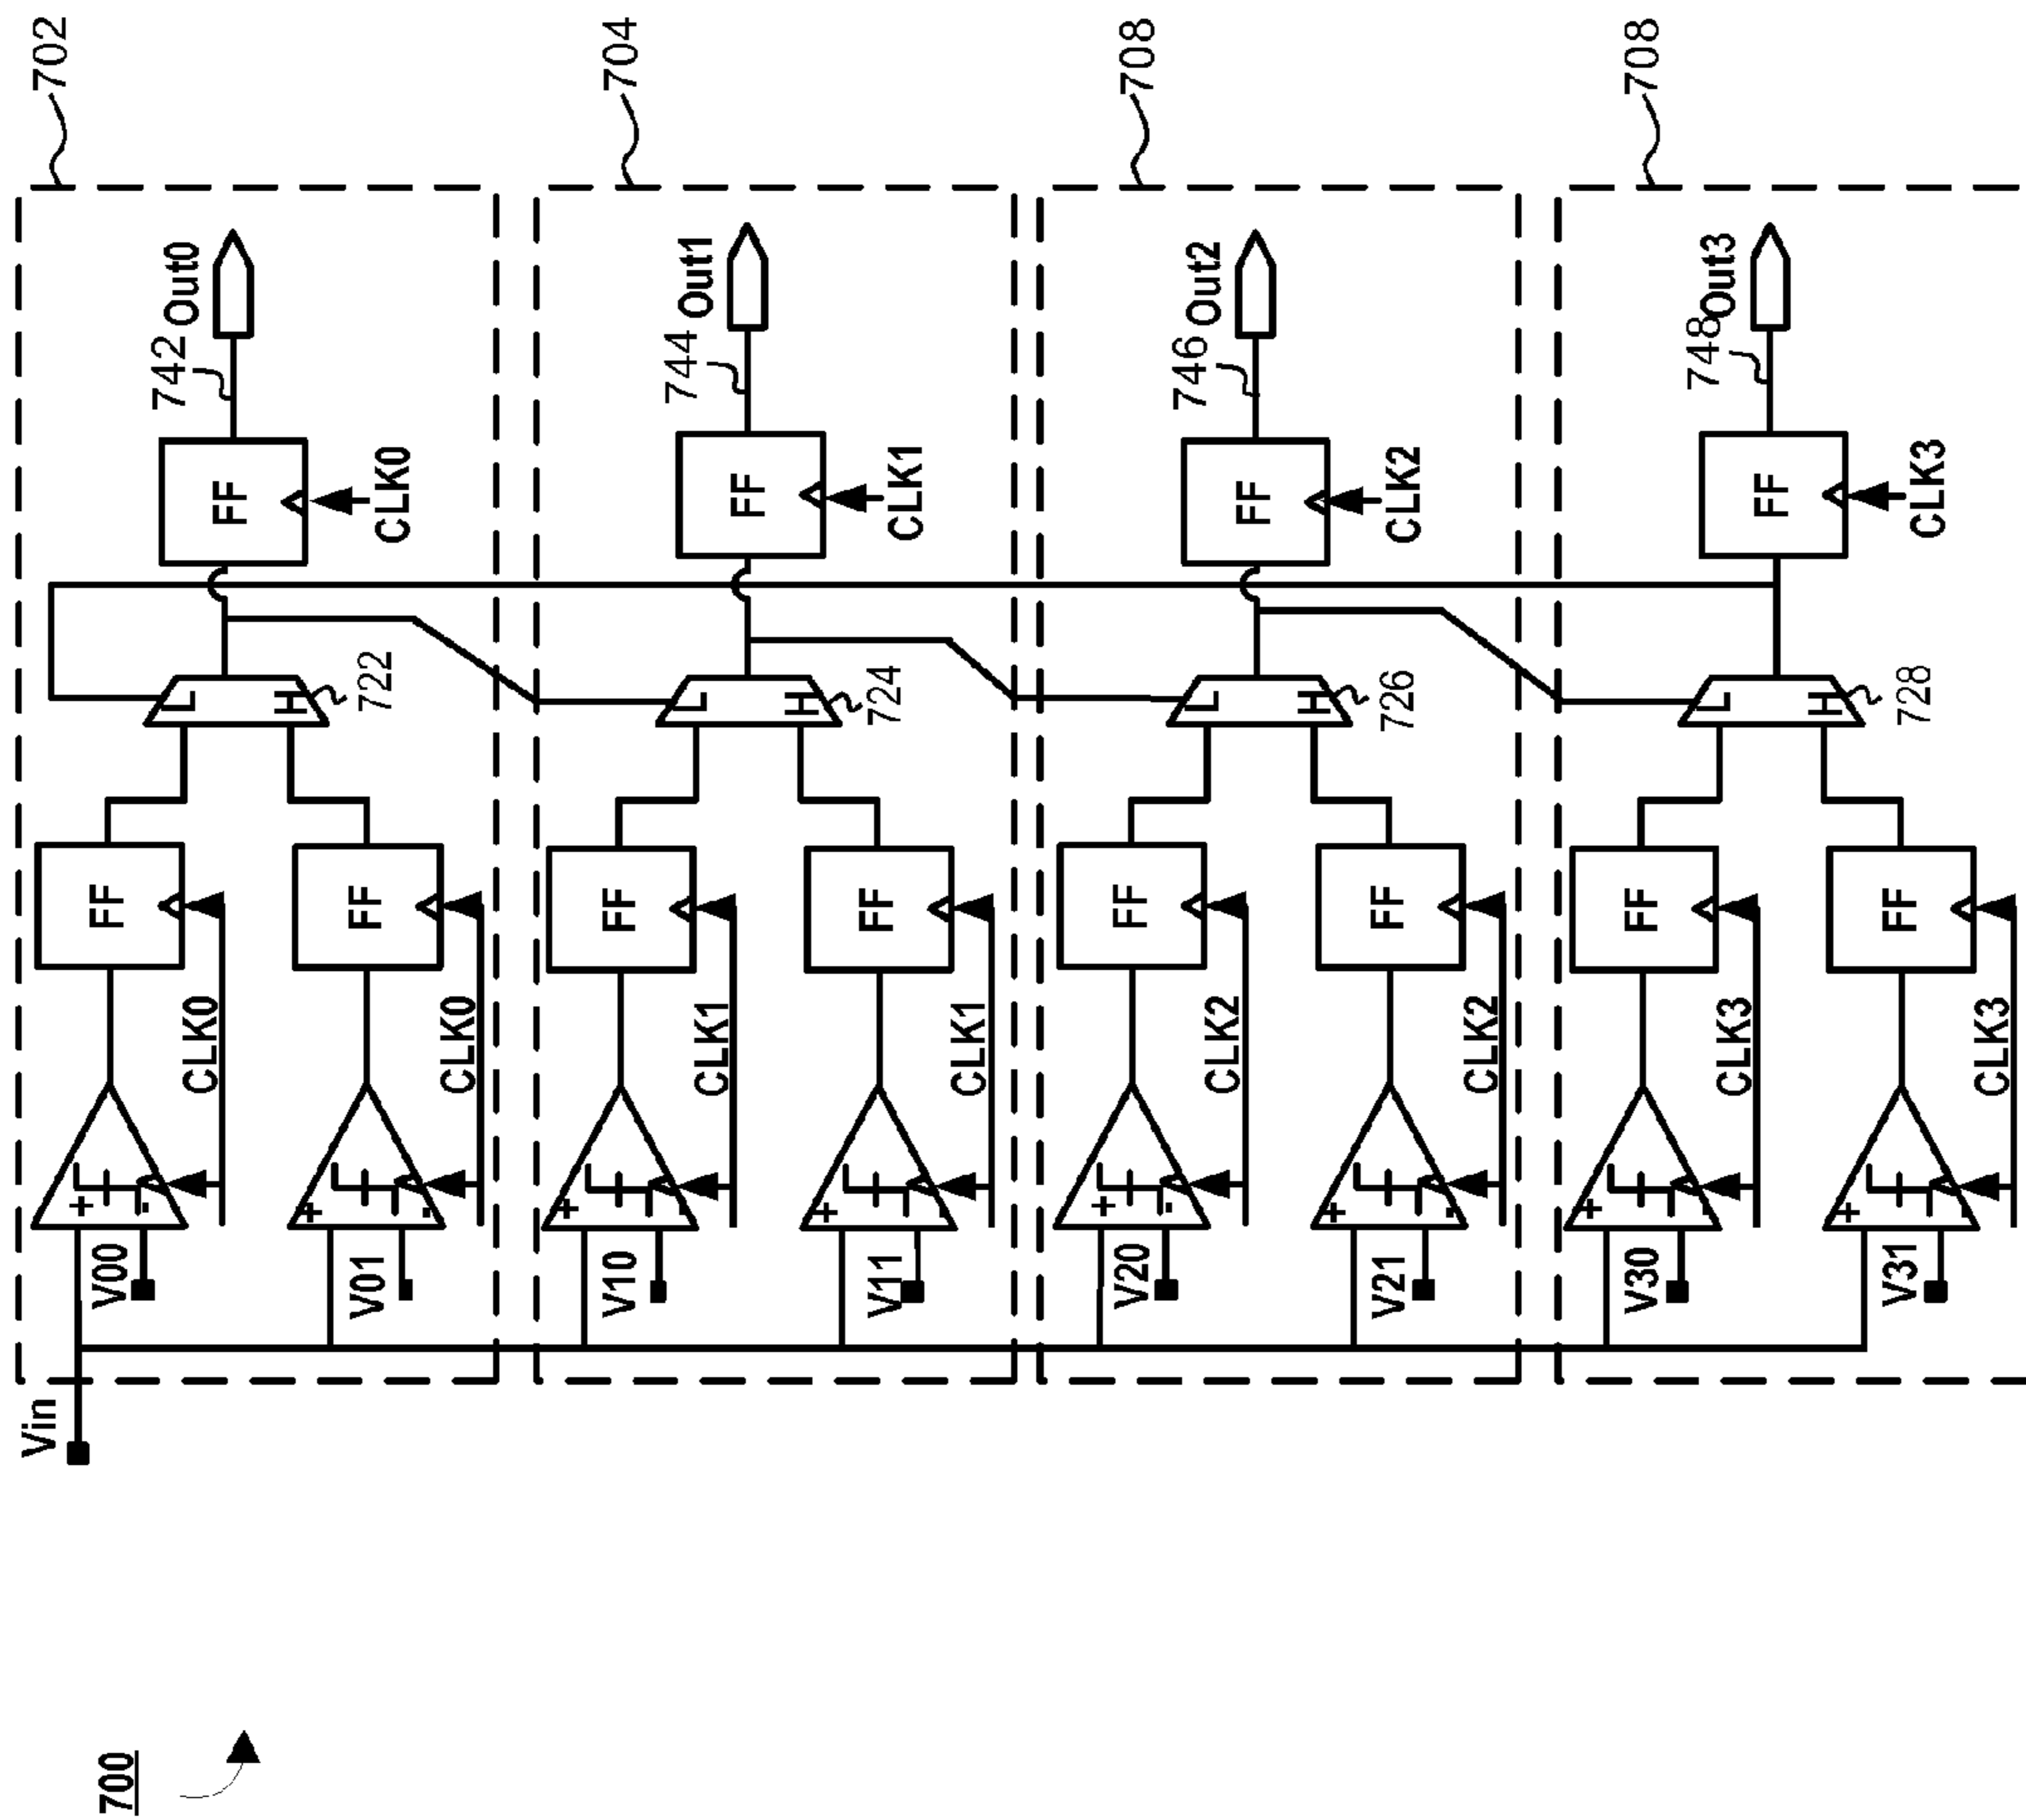 700
Vin
702
V00
+
-
CLK0
FF
V01
+
-
CLK0
FF
L
H
722
FF
CLK0
742
out0
704
V10
+
-
CLK1
FF
V11
+
-
CLK1
FF
L
H
724
FF
CLK1
744
out1
708
V20
+
-
CLK2
FF
V21
+
-
CLK2
FF
L
H
726
FF
CLK2
746
out2
708
V30
+
-
CLK3
FF
V31
+
-
CLK3
FF
L
H
728
FF
CLK3
748
out3